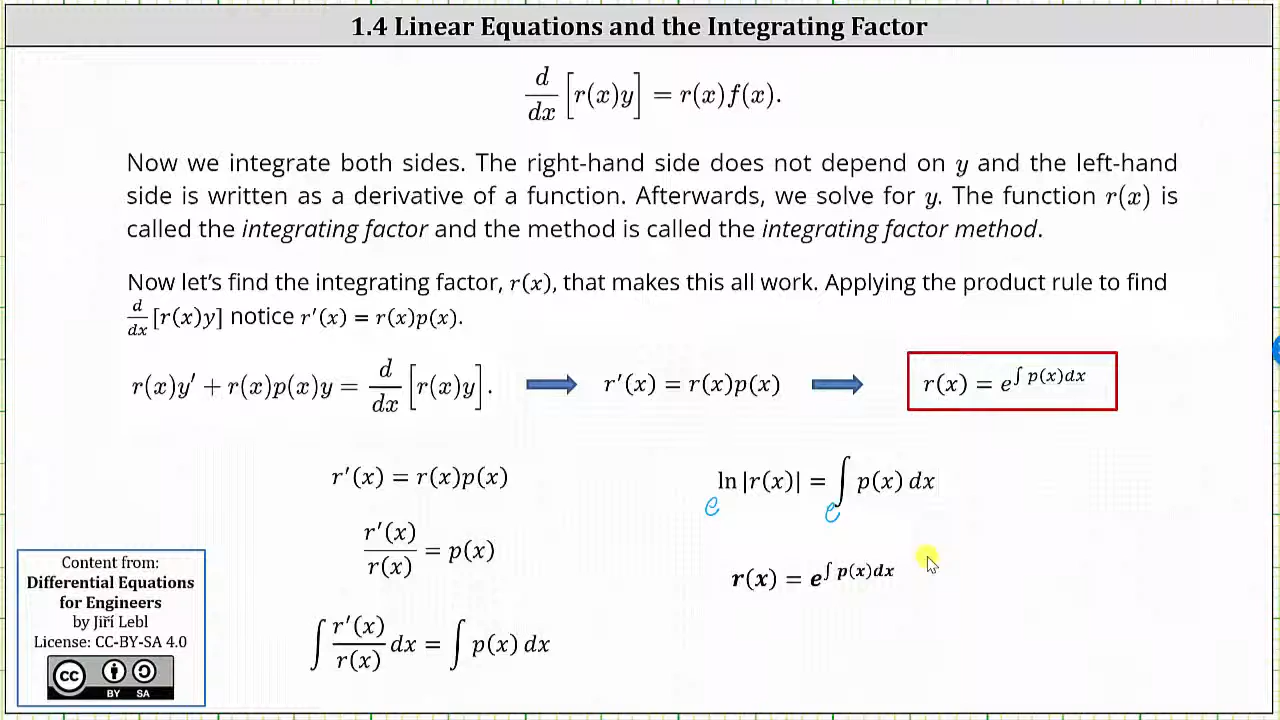 1.4 Linear Equations and the Integrating Factor
d/dx [r(x)y] = r(x)f(x).
Now we integrate both sides. The right-hand side does not depend on y and the left-hand
side is written as a derivative of a function. Afterwards, we solve for y. The function r(x) is
called the integrating factor and the method is called the integrating factor method.
Now let's find the integrating factor, r(x), that makes this all work. Applying the product rule to find
d/dx [r(x)y] notice r′(x) = r(x)p(x).
r(x)y′ + r(x)p(x)y = d/dx [r(x)y]. r′(x) = r(x)p(x) r(x) = e^{∫ p(x)dx}
r′(x) = r(x)p(x)
r′(x)/r(x) = p(x)
∫ r′(x)/r(x) dx = ∫ p(x) dx
ln |r(x)| = ∫ p(x) dx
e e
r(x) = e^{∫ p(x)dx}
Content from:
Differential Equations
for Engineers
by Jiří Lebl
License: CC-BY-SA 4.0
cc
BY SA